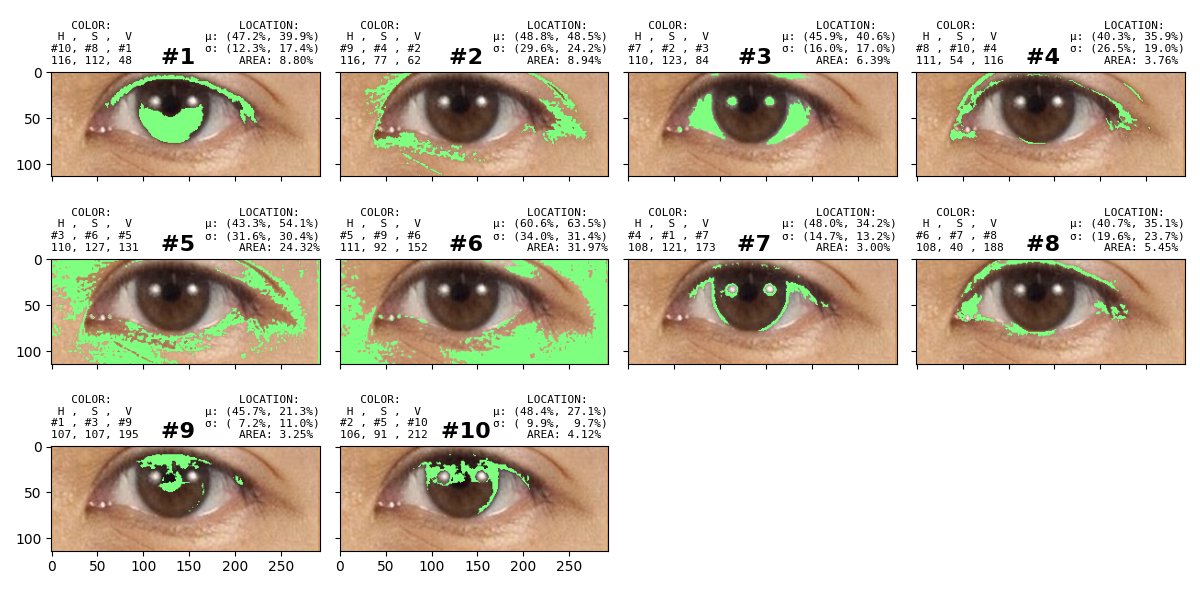 COLOR: LOCATION:
H , S , V μ: (47.2%, 39.9%)
#10, #8 , #1 σ: (12.3%, 17.4%)
116, 112, 48 AREA: 8.80%
#1
COLOR: LOCATION:
H , S , V μ: (48.8%, 48.5%)
#9 , #4 , #2 σ: (29.6%, 24.2%)
116, 77 , 62 AREA: 8.94%
#2
COLOR: LOCATION:
H , S , V μ: (45.9%, 40.6%)
#7 , #2 , #3 σ: (16.0%, 17.0%)
110, 123, 84 AREA: 6.39%
#3
COLOR: LOCATION:
H , S , V μ: (40.3%, 35.9%)
#8 , #10, #4 σ: (26.5%, 19.0%)
111, 54 , 116 AREA: 3.76%
#4
0
50
100
COLOR: LOCATION:
H , S , V μ: (43.3%, 54.1%)
#3 , #6 , #5 σ: (31.6%, 30.4%)
110, 127, 131 AREA: 24.32%
#5
COLOR: LOCATION:
H , S , V μ: (60.6%, 63.5%)
#5 , #9 , #6 σ: (34.0%, 31.4%)
111, 92 , 152 AREA: 31.97%
#6
COLOR: LOCATION:
H , S , V μ: (48.0%, 34.2%)
#4 , #1 , #7 σ: (14.7%, 13.2%)
108, 121, 173 AREA: 3.00%
#7
COLOR: LOCATION:
H , S , V μ: (40.7%, 35.1%)
#6 , #7 , #8 σ: (19.6%, 23.7%)
108, 40 , 188 AREA: 5.45%
#8
0
50
100
COLOR: LOCATION:
H , S , V μ: (45.7%, 21.3%)
#1 , #3 , #9 σ: ( 7.2%, 11.0%)
107, 107, 195 AREA: 3.25%
#9
COLOR: LOCATION:
H , S , V μ: (48.4%, 27.1%)
#2 , #5 , #10 σ: ( 9.9%, 9.7%)
106, 91 , 212 AREA: 4.12%
#10
0
50
100
0 50 100 150 200 250
0 50 100 150 200 250